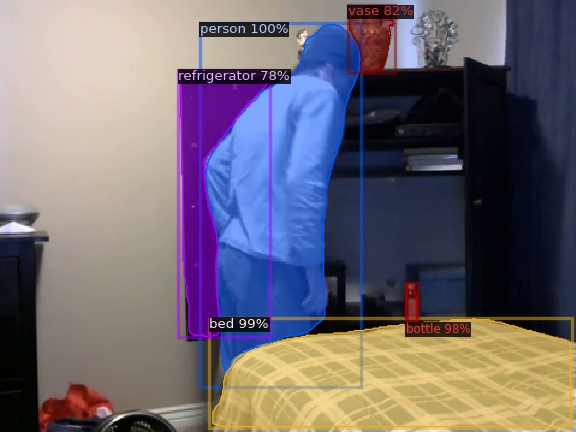 vase 82%
person 100%
refrigerator 78%
bed 99%
bottle 98%